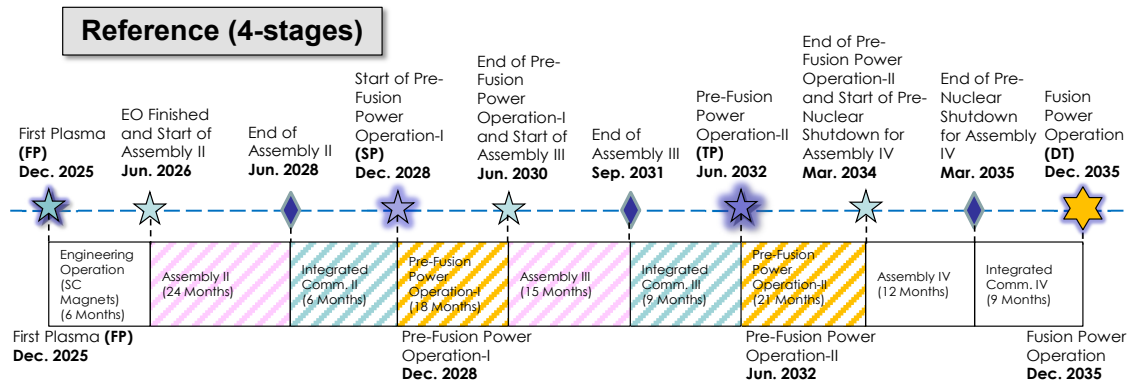 Reference (4-stages)
First Plasma
(FP)
Dec. 2025
EO Finished
and Start of
Assembly II
Jun. 2026
End of
Assembly II
Jun. 2028
Start of Pre-
Fusion
Power
Operation-I
(SP)
Dec. 2028
End of Pre-
Fusion
Power
Operation-I
and Start of
Assembly III
Jun. 2030
End of
Assembly III
Sep. 2031
Pre-Fusion
Power
Operation-II
(TP)
Jun. 2032
End of Pre-
Fusion Power
Operation-II
and Start of Pre-
Nuclear
Shutdown for
Assembly IV
Mar. 2034
End of Pre-
Nuclear
Shutdown
for Assembly
IV
Mar. 2035
Fusion
Power
Operation
(DT)
Dec. 2035
Engineering
Operation
(SC
Magnets)
(6 Months)
Assembly II
(24 Months)
Integrated
Comm. II
(6 Months)
Pre-Fusion
Power
Operation-I
(18 Months)
Assembly III
(15 Months)
Integrated
Comm. III
(9 Months)
Pre-Fusion
Power
Operation-II
(21 Months)
Assembly IV
(12 Months)
Integrated
Comm. IV
(9 Months)
First Plasma (FP)
Dec. 2025
Pre-Fusion Power
Operation-I
Dec. 2028
Pre-Fusion Power
Operation-II
Jun. 2032
Fusion Power
Operation
Dec. 2035